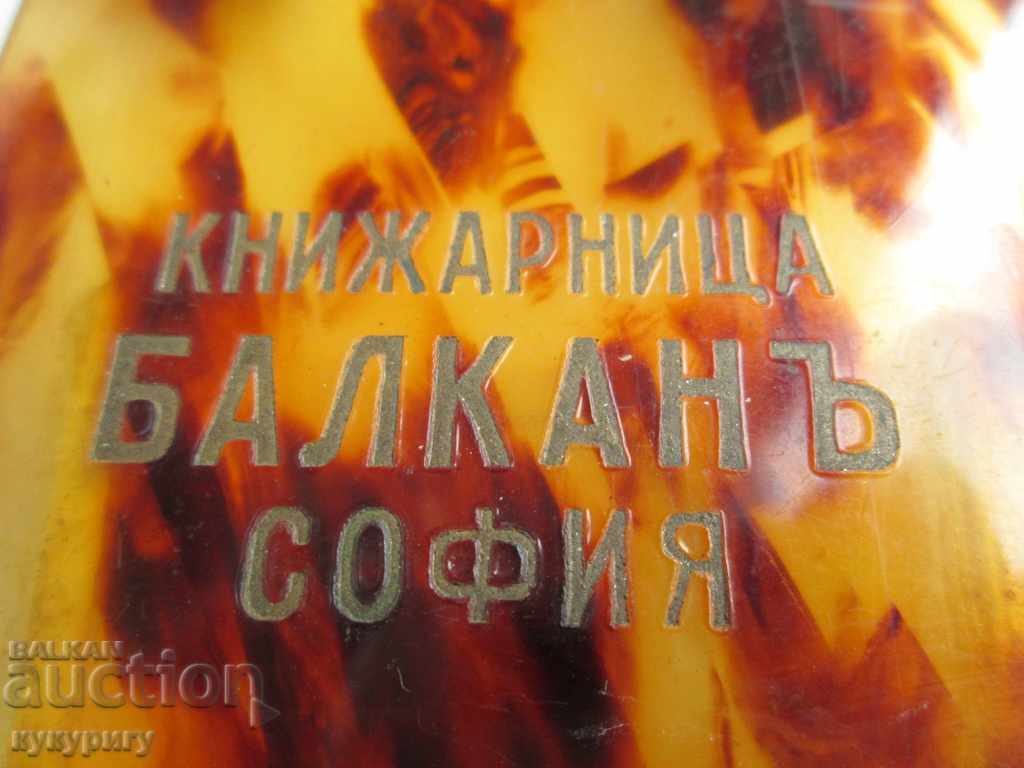 КНИЖАРНИЦА
БАЛКАНЪ
СОФИЯ
BALKAN
auction
кукуригу